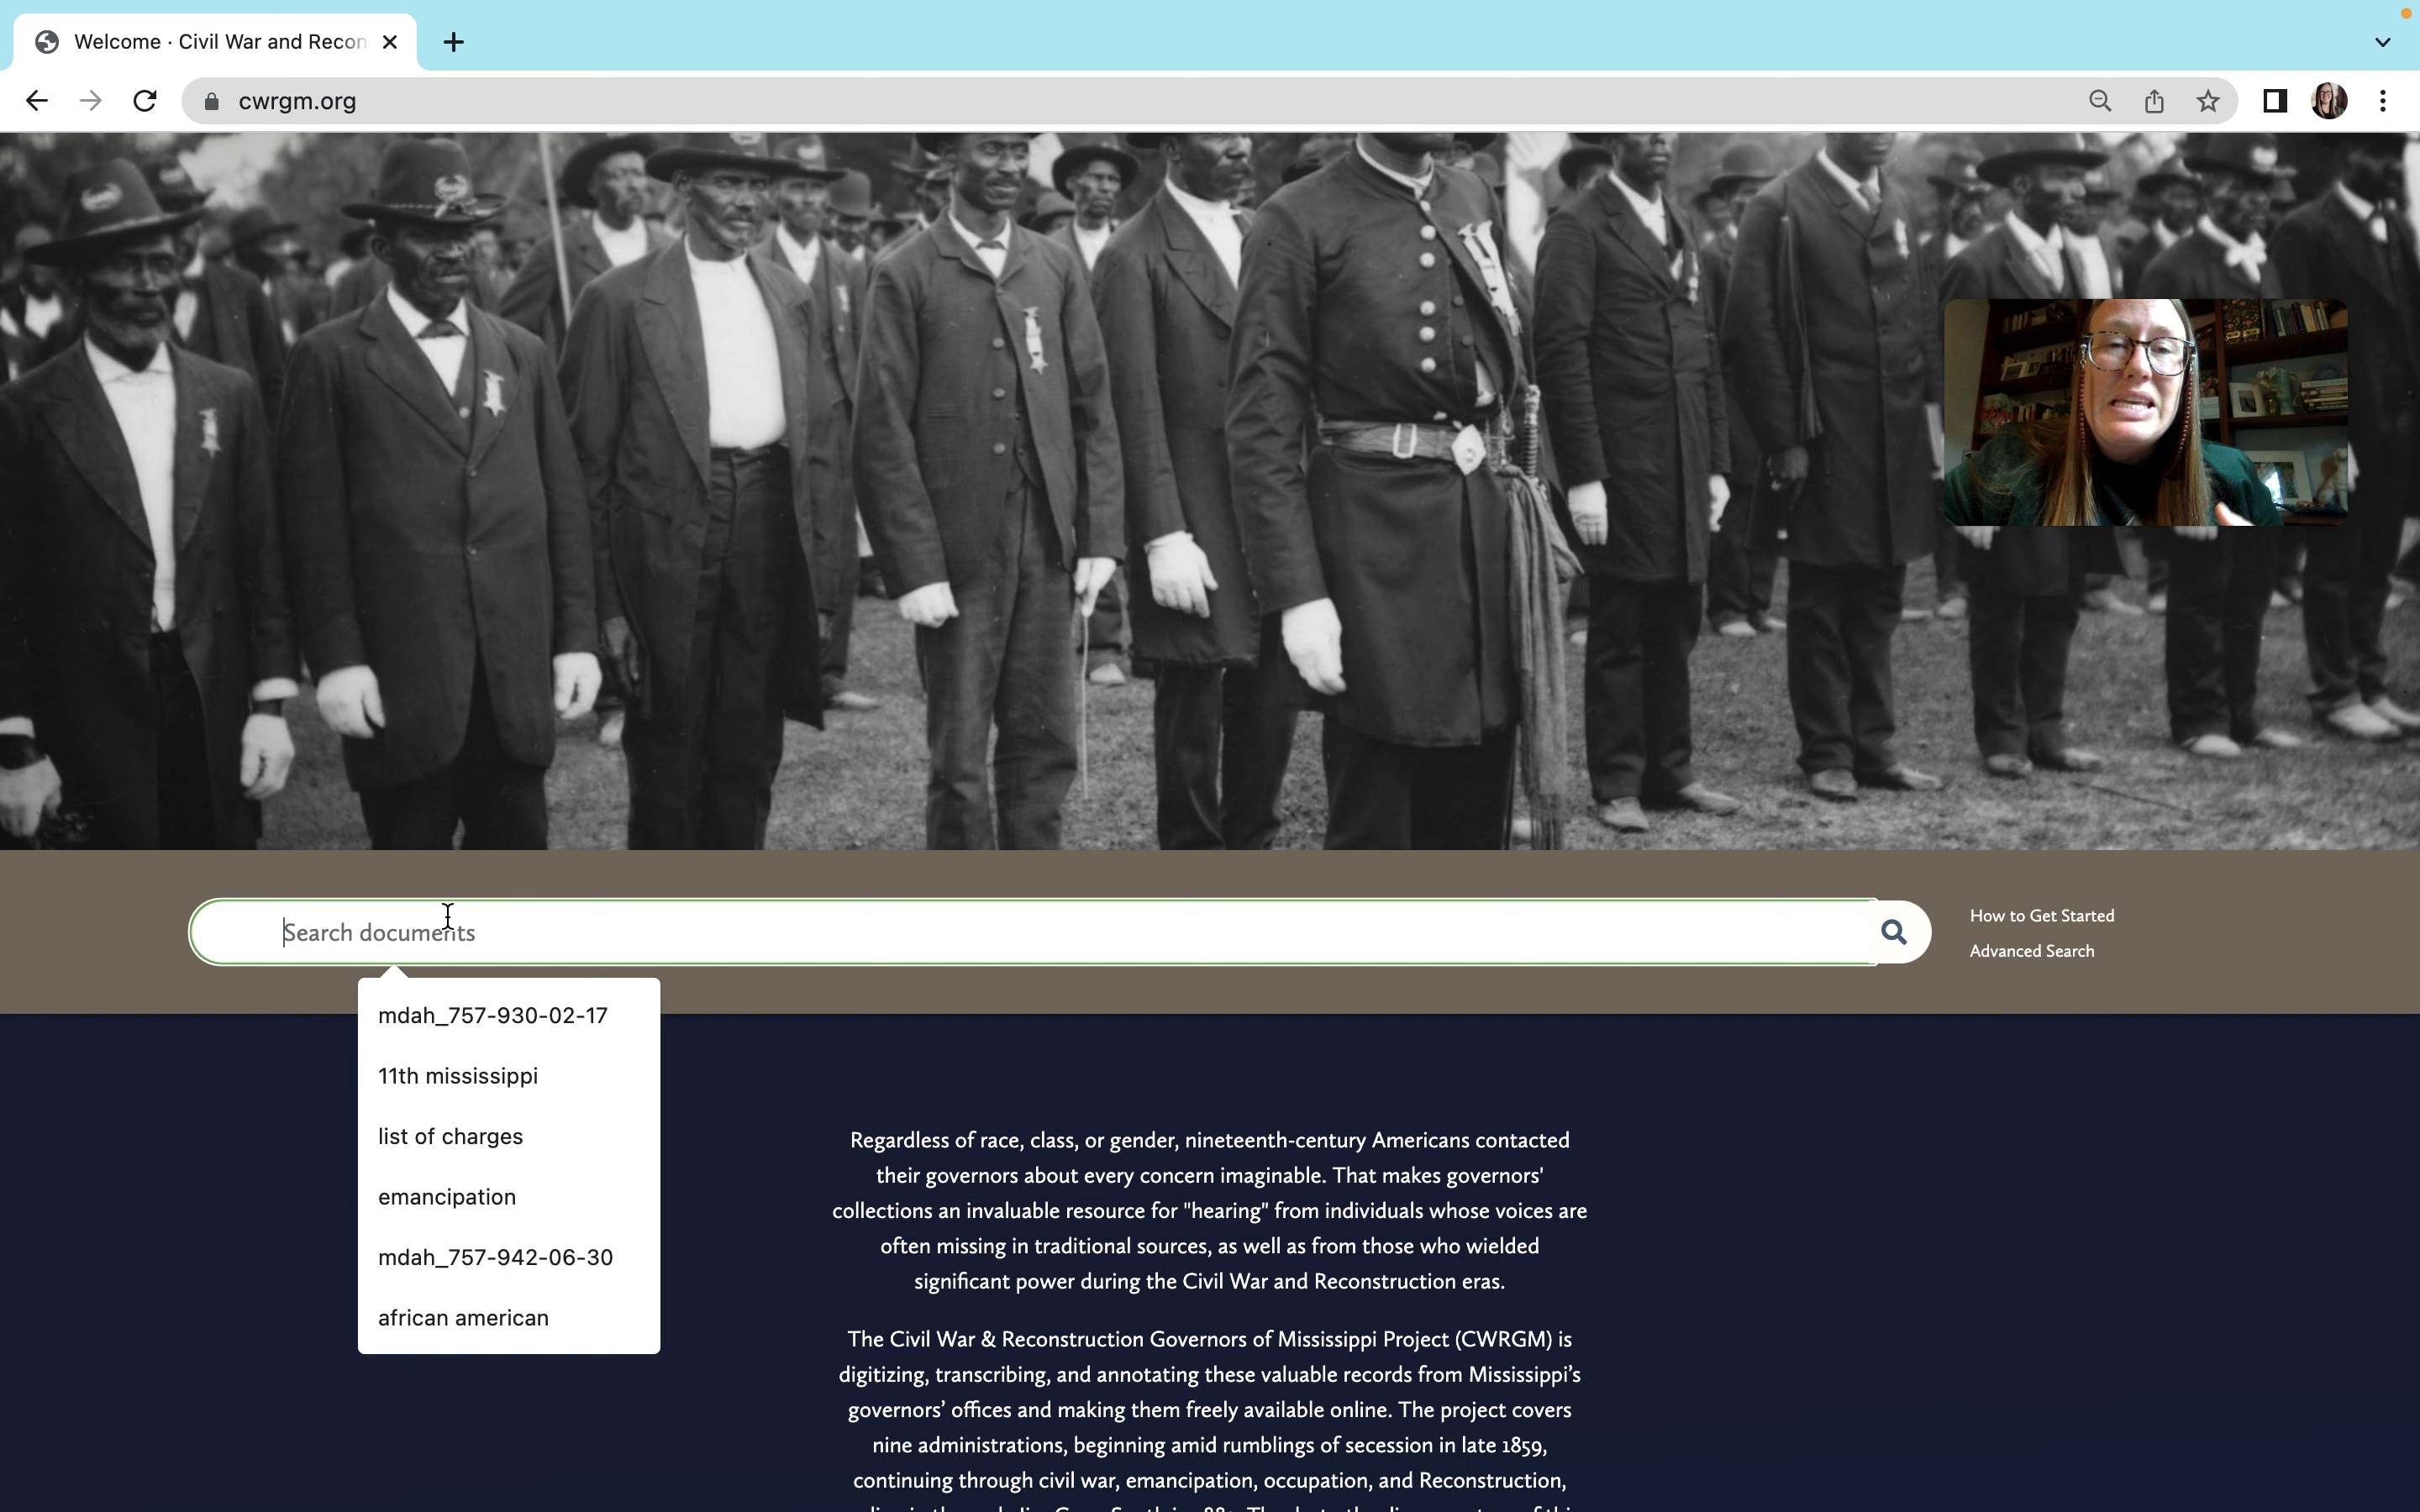 Welcome · Civil War and Recon
cwrgm.org
Search documents
How to Get Started
Advanced Search
mdah_757-930-02-17
11th mississippi
list of charges
emancipation
mdah_757-942-06-30
african american
Regardless of race, class, or gender, nineteenth-century Americans contacted
their governors about every concern imaginable. That makes governors'
collections an invaluable resource for "hearing" from individuals whose voices are
often missing in traditional sources, as well as from those who wielded
significant power during the Civil War and Reconstruction eras.
The Civil War & Reconstruction Governors of Mississippi Project (CWRGM) is
digitizing, transcribing, and annotating these valuable records from Mississippi’s
governors’ offices and making them freely available online. The project covers
nine administrations, beginning amid rumblings of secession in late 1859,
continuing through civil war, emancipation, occupation, and Reconstruction,